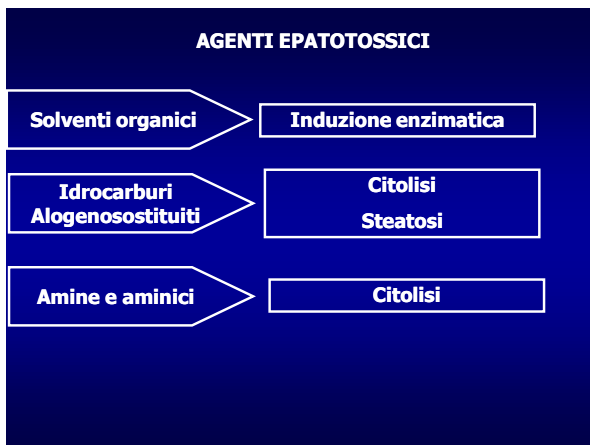 AGENTI EPATOTOSSICI
Solventi organici
Induzione enzimatica
Idrocarburi
Alogenosostituiti
Citolisi
Steatosi
Amine e aminici
Citolisi